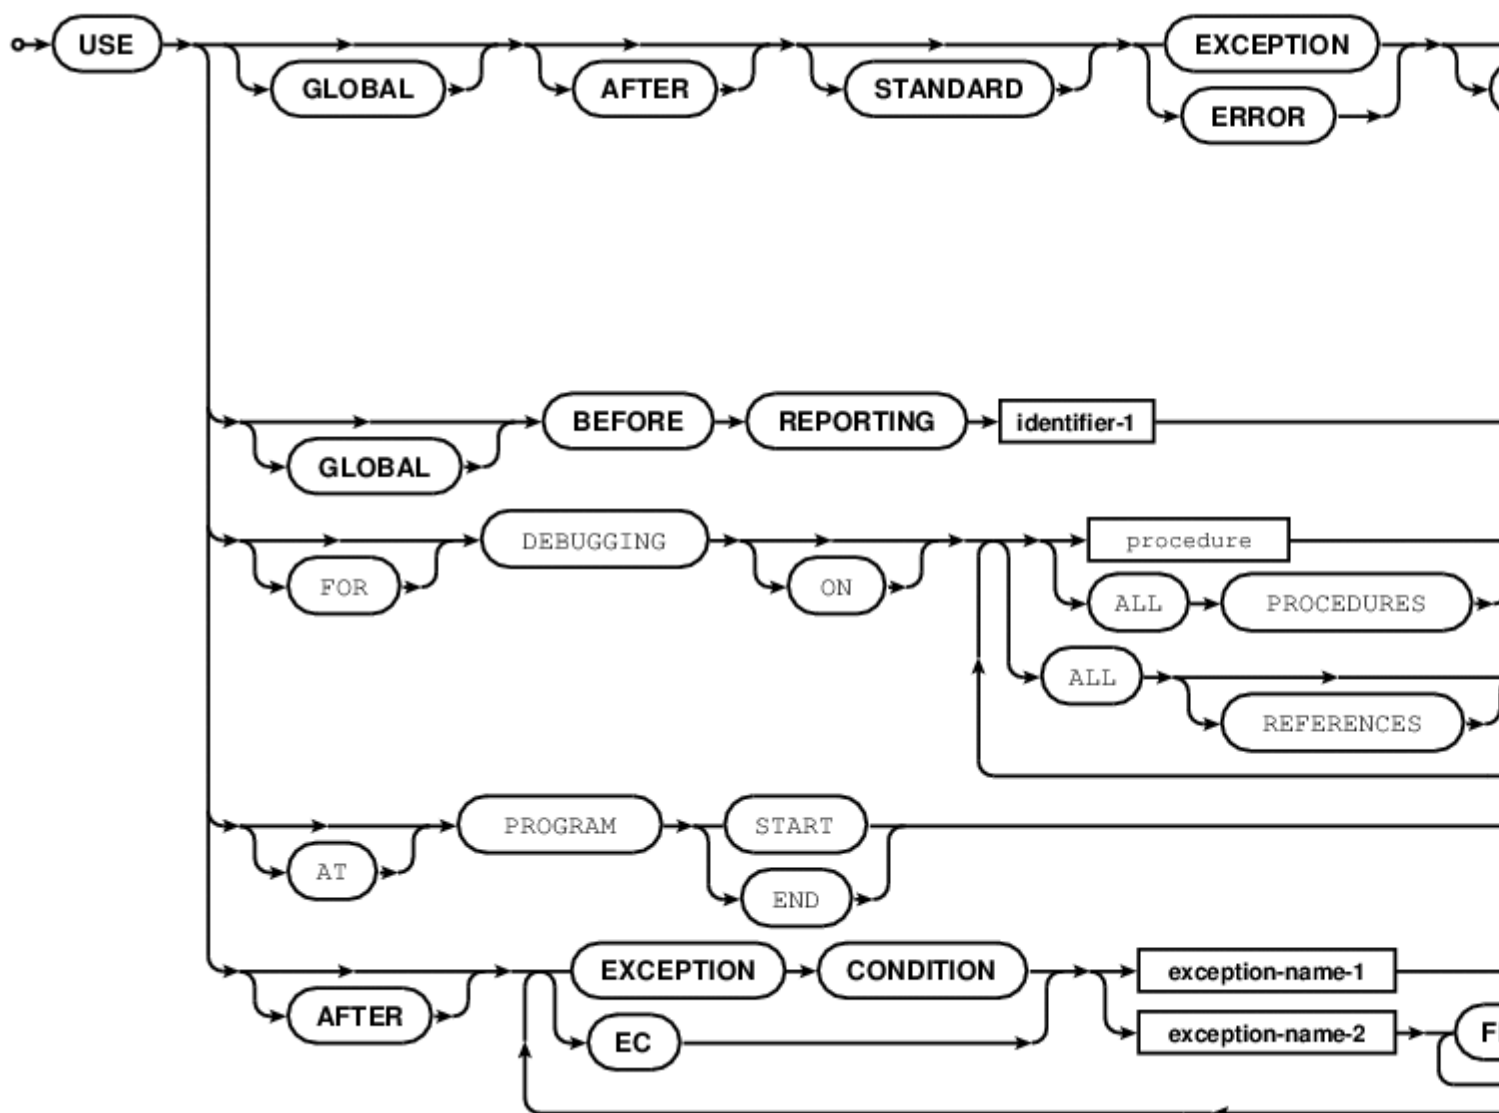 USE EXCEPTION
GLOBAL AFTER STANDARD
ERROR
BEFORE REPORTING identifier-1
GLOBAL
DEBUGGING procedure
FOR ON
ALL PROCEDURES
ALL
REFERENCES
PROGRAM START
AT
END
EXCEPTION CONDITION exception-name-1
AFTER
EC exception-name-2